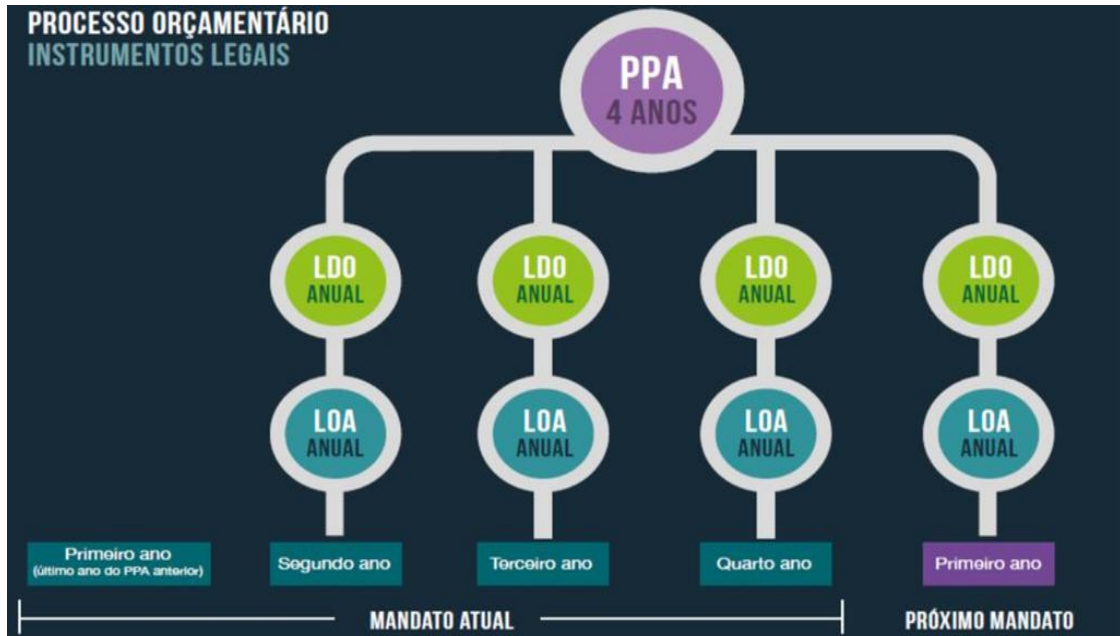 PROCESSO ORÇAMENTÁRIO
INSTRUMENTOS LEGAIS
PPA
4 ANOS
LDO
ANUAL
LDO
ANUAL
LDO
ANUAL
LDO
ANUAL
LOA
ANUAL
LOA
ANUAL
LOA
ANUAL
LOA
ANUAL
Primeiro ano
(último ano do PPA anterior)
Segundo ano
Terceiro ano
Quarto ano
Primeiro ano
MANDATO ATUAL
PRÓXIMO MANDATO